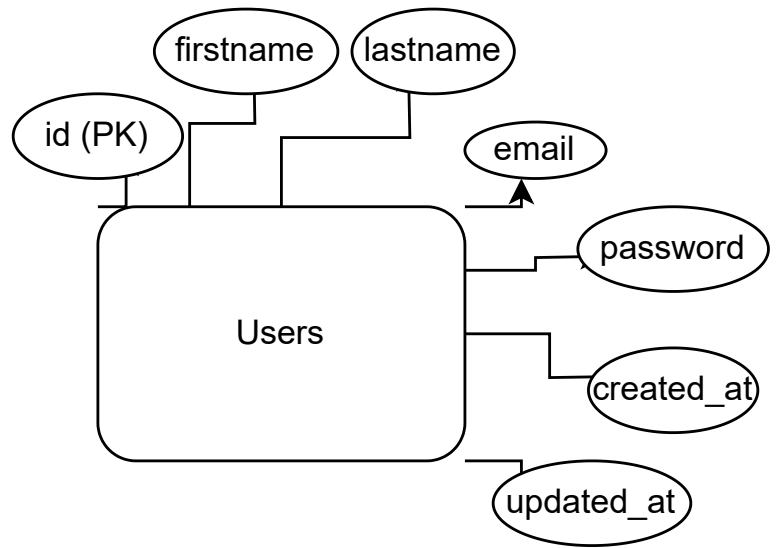 firstname
lastname
id (PK)
email
password
Users
created_at
updated_at